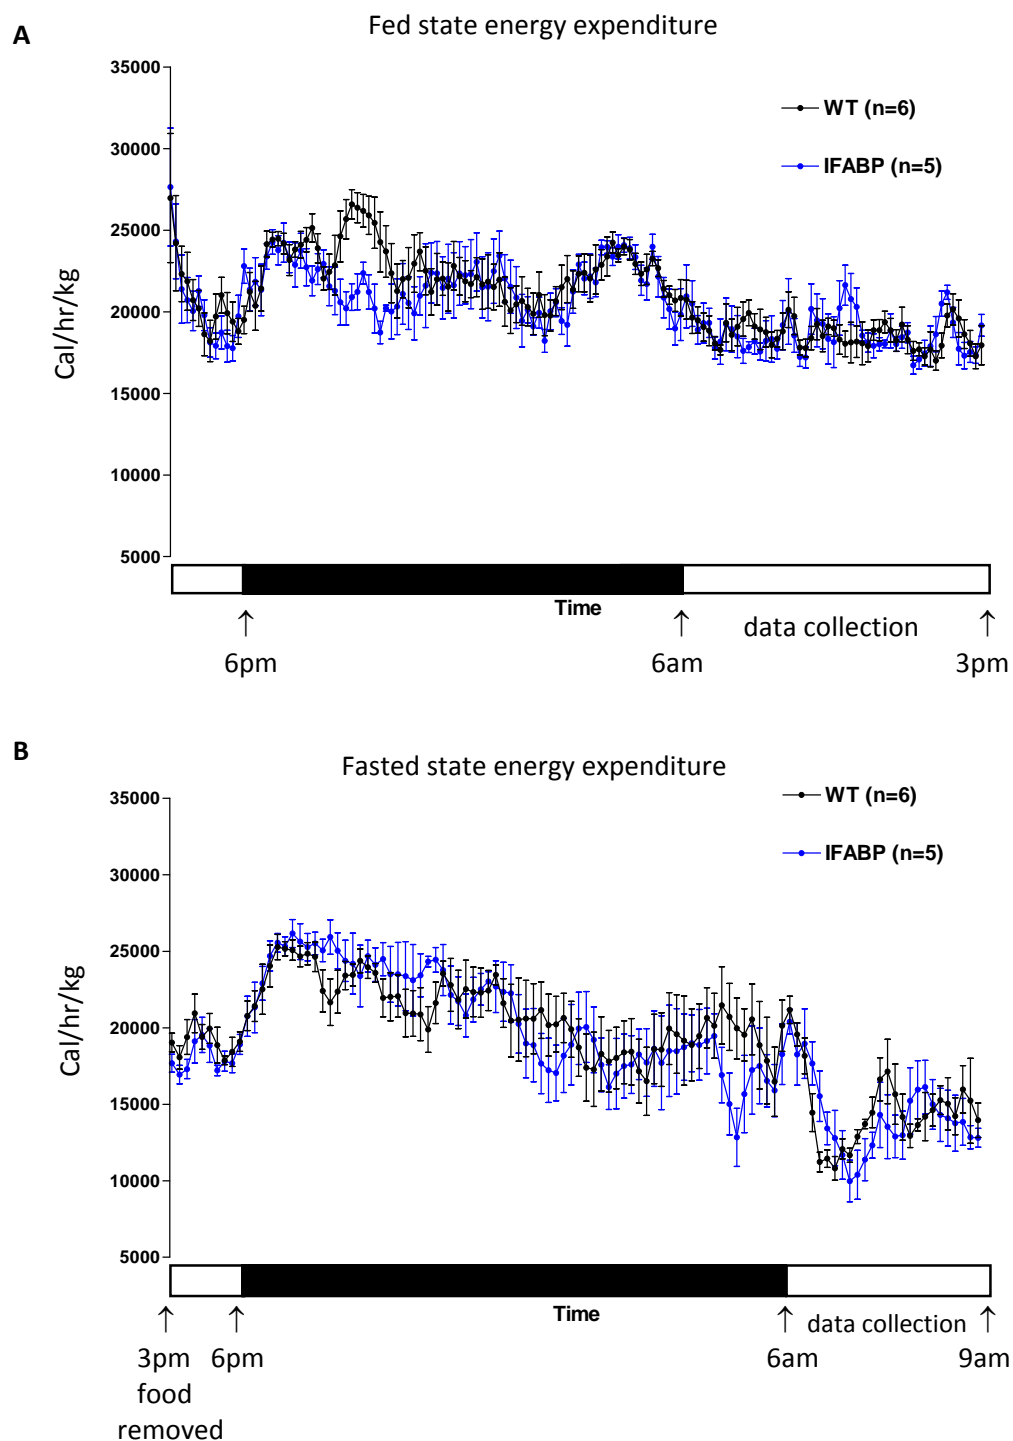 A
Fed state energy expenditure
35000
30000
25000
20000
15000
10000
5000
Cal/hr/kg
WT (n=6)
IFABP (n=5)
Time
data collection
6pm
6am
3pm
B
Fasted state energy expenditure
35000
30000
25000
20000
15000
10000
5000
Cal/hr/kg
WT (n=6)
IFABP (n=5)
Time
data collection
3pm
food
removed
6pm
6am
9am